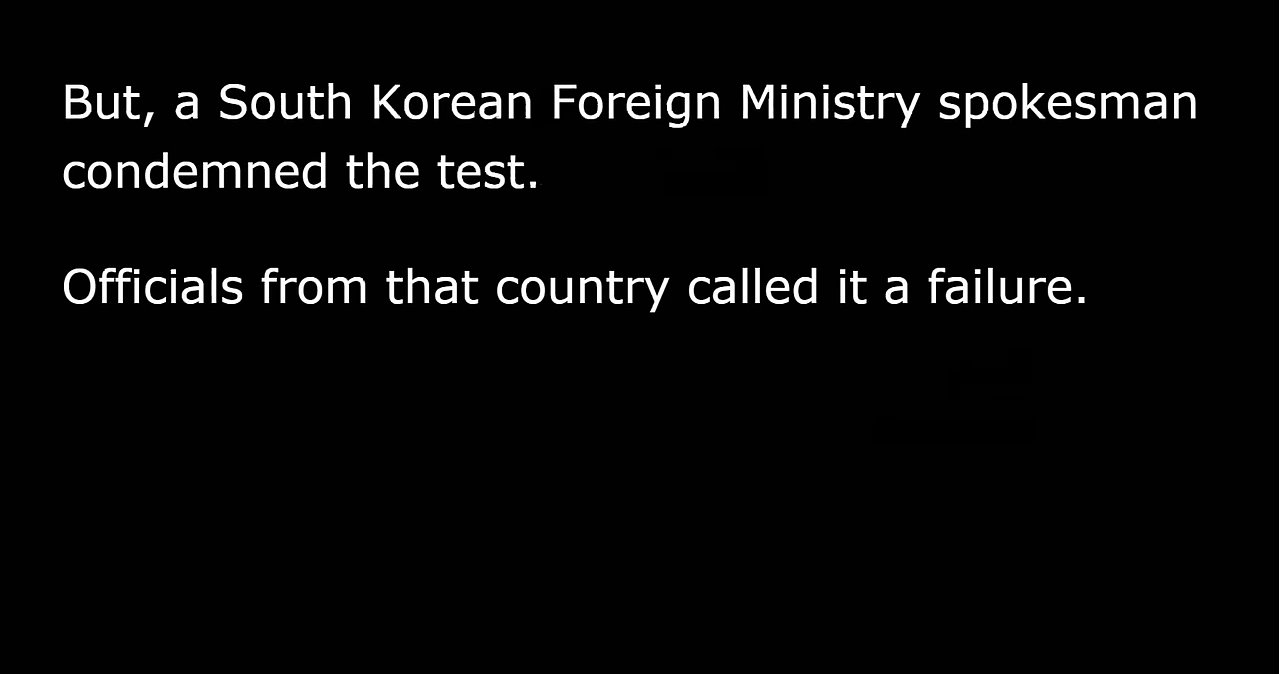 But, a South Korean Foreign Ministry spokesman
condemned the test.
Officials from that country called it a failure.